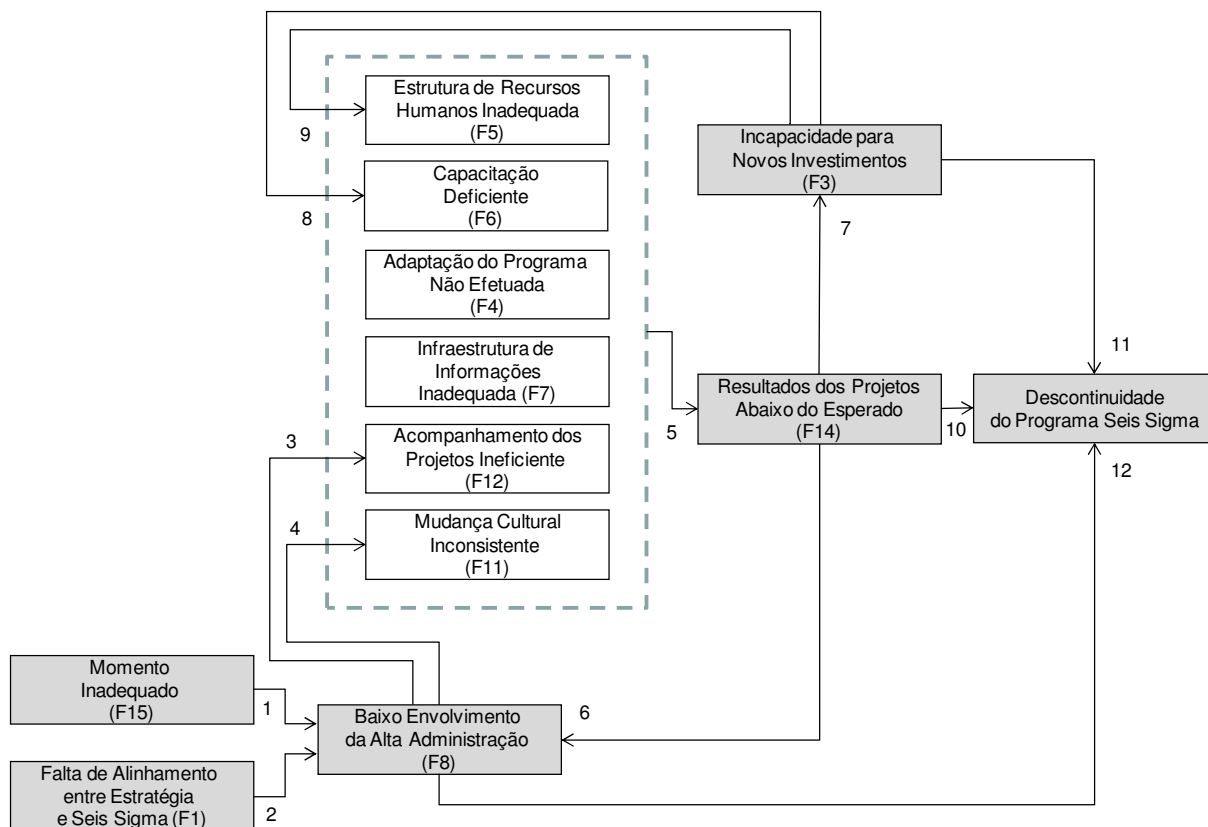 Estrutura de Recursos
Humanos Inadequada
(F5)
9
Capacitação
Deficiente
(F6)
8
Adaptação do Programa
Não Efetuada
(F4)
Infraestrutura de
Informações
Inadequada (F7)
3
Acompanhamento dos
Projetos Ineficiente
(F12)
4
Mudança Cultural
Inconsistente
(F11)
5
Incapacidade para
Novos Investimentos
(F3)
7
11
Resultados dos Projetos
Abaixo do Esperado
(F14)
10
Descontinuidade
do Programa Seis Sigma
12
Momento
Inadequado
(F15)
1
Baixo Envolvimento
da Alta Administração
(F8)
6
Falta de Alinhamento
entre Estratégia
e Seis Sigma (F1)
2